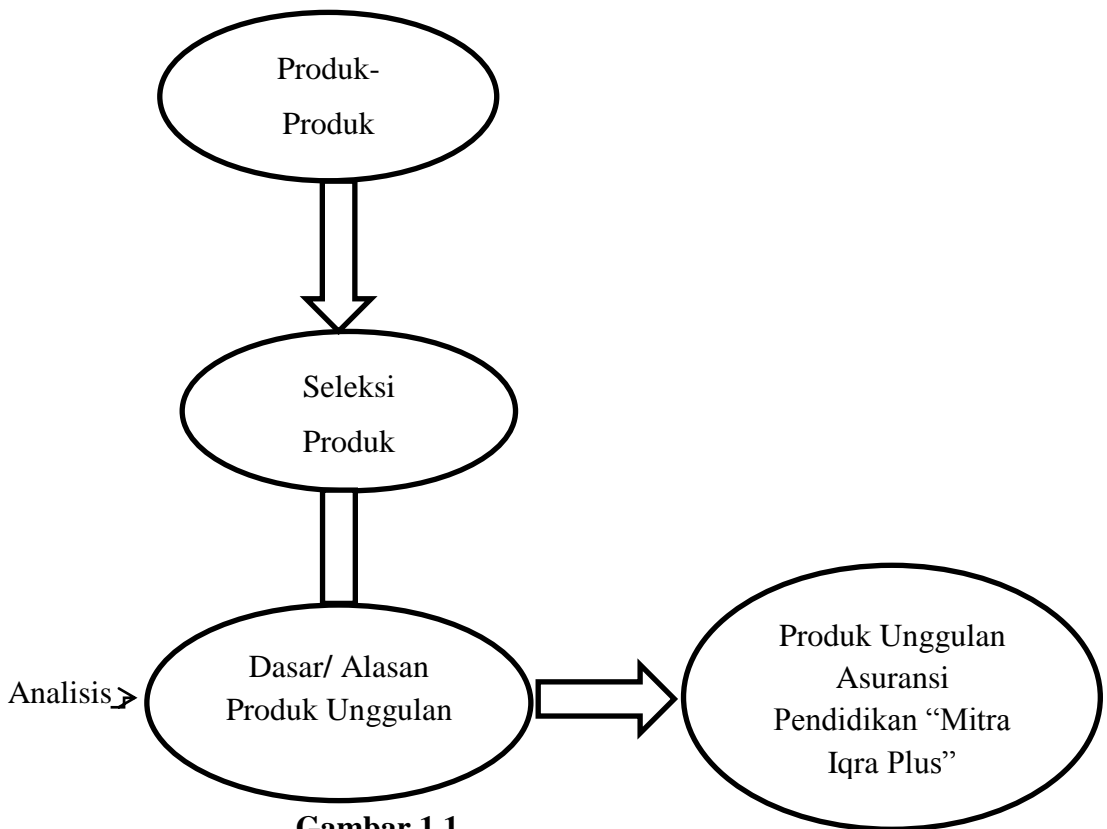 Produk-
Produk
Seleksi
Produk
Dasar/ Alasan
Produk Unggulan
Analisis
Produk Unggulan
Asuransi
Pendidikan “Mitra
Iqra Plus”
Gambar 1.1